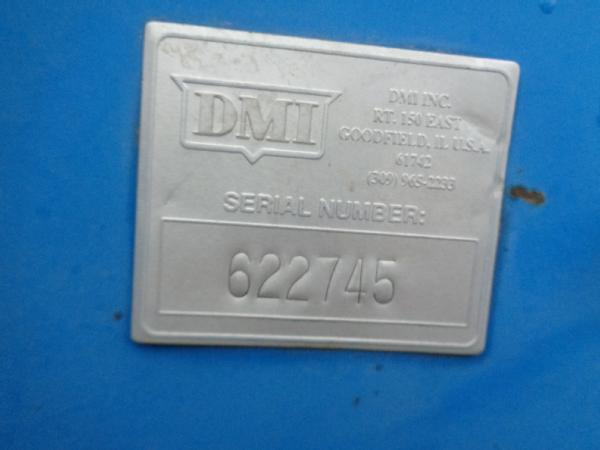 DMI
DMI INC.
RT. 150 EAST
GOODFIELD, IL U.S.A.
61742
(309) 965-2233
SERIAL NUMBER:
622745